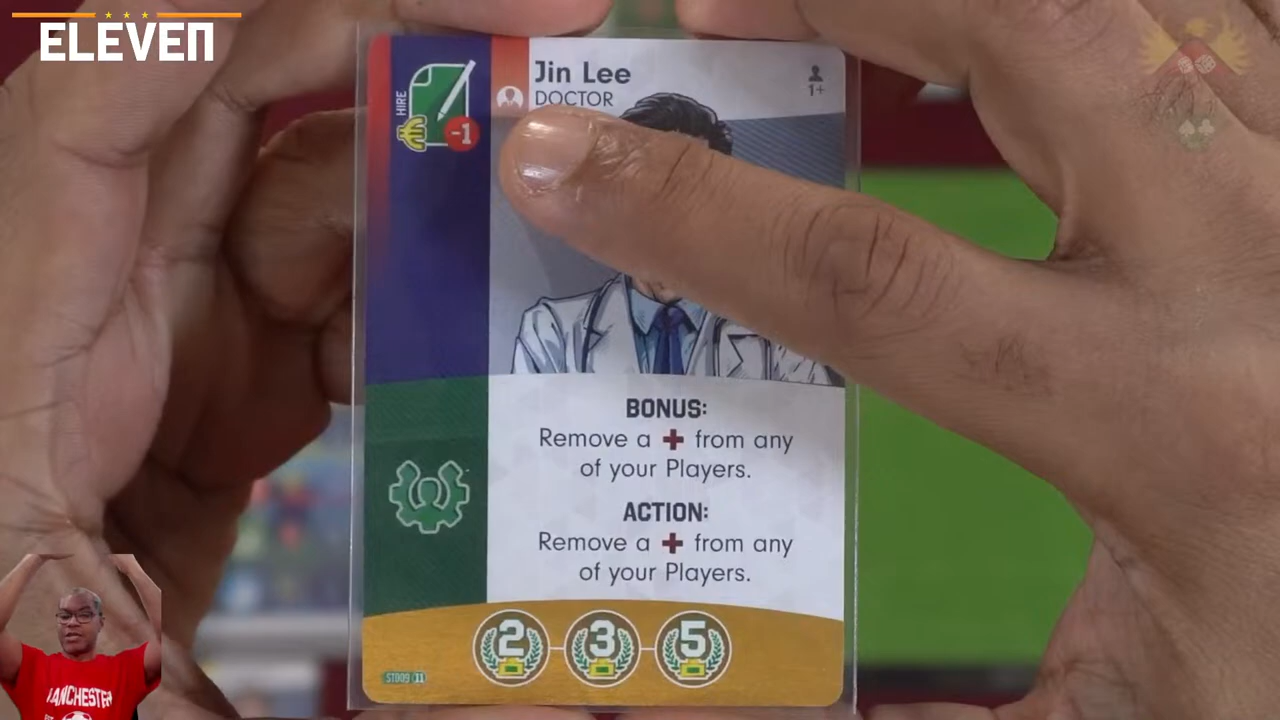 ELEVEN
HIRE
-1
Jin Lee
DOCTOR
1+
BONUS:
Remove a from any
of your Players.
ACTION:
Remove a from any
of your Players.
2 3 5
ST009 11